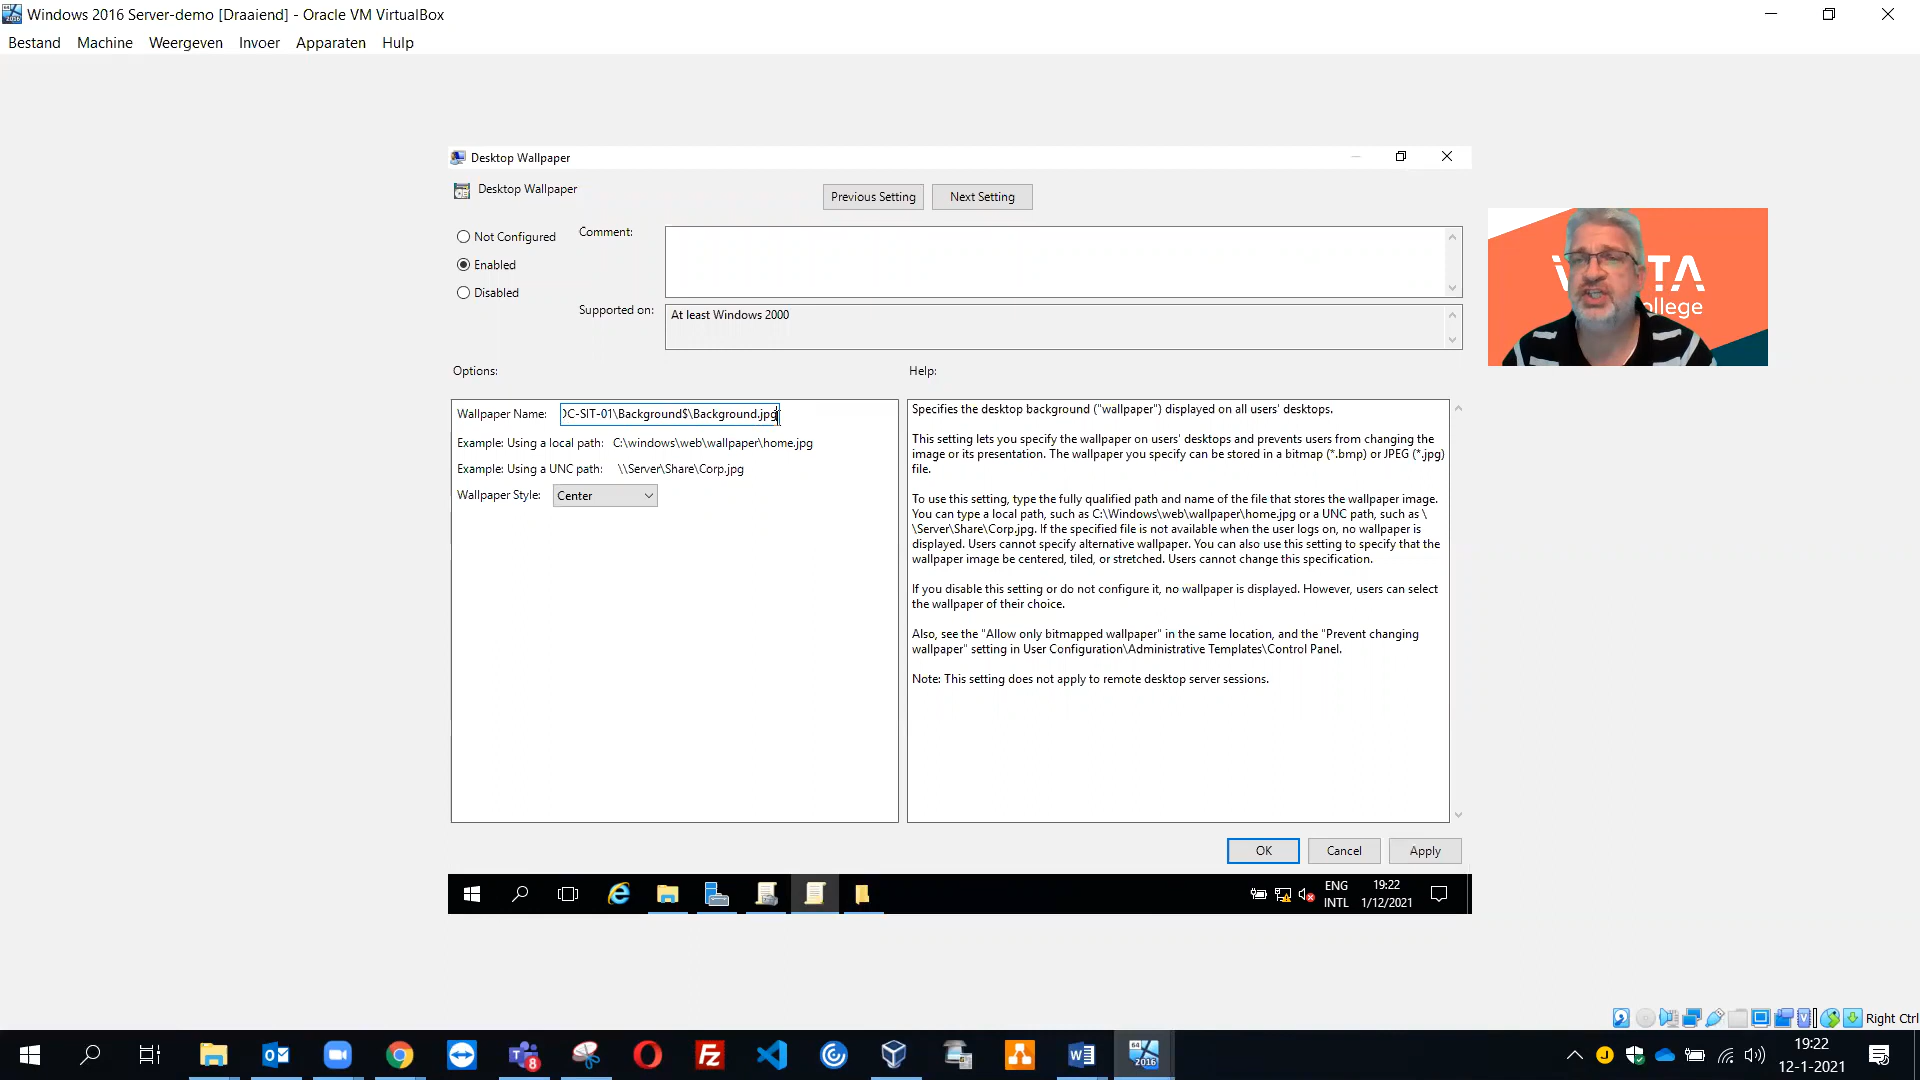 Windows 2016 Server-demo [Draaiend] - Oracle VM VirtualBox
Bestand Machine Weergeven Invoer Apparaten Hulp
Desktop Wallpaper
Desktop Wallpaper
Previous Setting Next Setting
Not Configured
Comment:
Enabled
Disabled
Supported on:
At least Windows 2000
Options:
Help:
Wallpaper Name: DC-SIT-01\Background$\Background.jpg
Example: Using a local path: C:\windows\web\wallpaper\home.jpg
Example: Using a UNC path: \\Server\Share\Corp.jpg
Wallpaper Style: Center
Specifies the desktop background ("wallpaper") displayed on all users' desktops.
This setting lets you specify the wallpaper on users' desktops and prevents users from changing the
image or its presentation. The wallpaper you specify can be stored in a bitmap (*.bmp) or JPEG (*.jpg)
file.
To use this setting, type the fully qualified path and name of the file that stores the wallpaper image.
You can type a local path, such as C:\Windows\web\wallpaper\home.jpg or a UNC path, such as \
\Server\Share\Corp.jpg. If the specified file is not available when the user logs on, no wallpaper is
displayed. Users cannot specify alternative wallpaper. You can also use this setting to specify that the
wallpaper image be centered, tiled, or stretched. Users cannot change this specification.
If you disable this setting or do not configure it, no wallpaper is displayed. However, users can select
the wallpaper of their choice.
Also, see the "Allow only bitmapped wallpaper" in the same location, and the "Prevent changing
wallpaper" setting in User Configuration\Administrative Templates\Control Panel.
Note: This setting does not apply to remote desktop server sessions.
OK Cancel Apply
ENG
INTL
19:22
1/12/2021
Right Ctrl
19:22
12-1-2021